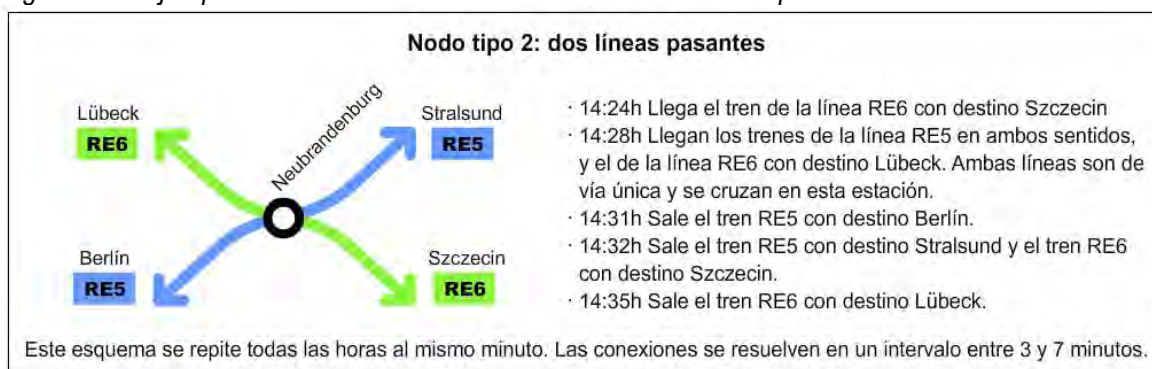 Nodo tipo 2: dos líneas pasantes
Lübeck
RE6
Neubrandenburg
Stralsund
RE5
Berlín
RE5
Szczecin
RE6
· 14:24h Llega el tren de la línea RE6 con destino Szczecin
· 14:28h Llegan los trenes de la línea RE5 en ambos sentidos,
y el de la línea RE6 con destino Lübeck. Ambas líneas son de
vía única y se cruzan en esta estación.
· 14:31h Sale el tren RE5 con destino Berlín.
· 14:32h Sale el tren RE5 con destino Stralsund y el tren RE6
con destino Szczecin.
· 14:35h Sale el tren RE6 con destino Lübeck.
Este esquema se repite todas las horas al mismo minuto. Las conexiones se resuelven en un intervalo entre 3 y 7 minutos.